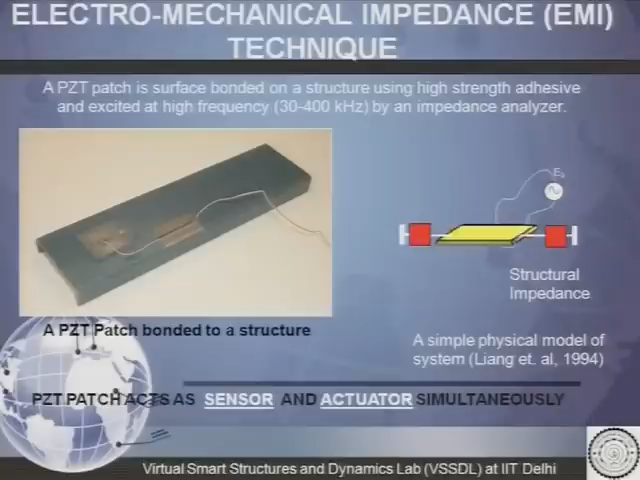 ELECTRO-MECHANICAL IMPEDANCE (EMI)
TECHNIQUE
A PZT patch is surface bonded on a structure using high strength adhesive
and excited at high frequency (30-400 kHz) by an impedance analyzer.
Structural
Impedance
A PZT Patch bonded to a structure
A simple physical model of
system (Liang et. al, 1994)
PZT PATCH ACTS AS SENSOR AND ACTUATOR SIMULTANEOUSLY
Virtual Smart Structures and Dynamics Lab (VSSDL) at IIT Delhi